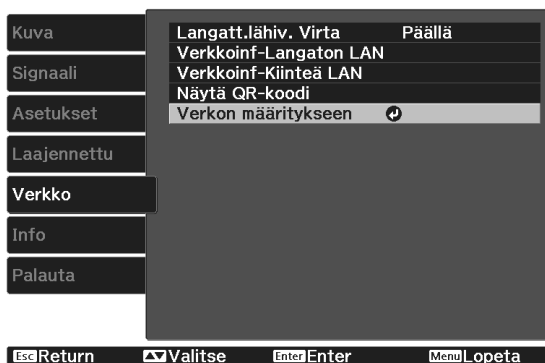 Kuva
Signaali
Asetukset
Laajennettu
Verkko
Info
Palauta
Langatt.lähiv. Virta Päällä
Verkkoinf-Langaton LAN
Verkkoinf-Kiinteä LAN
Näytä QR-koodi
Verkon määritykseen
Esc Return Valitse Enter Enter Menu Lopeta